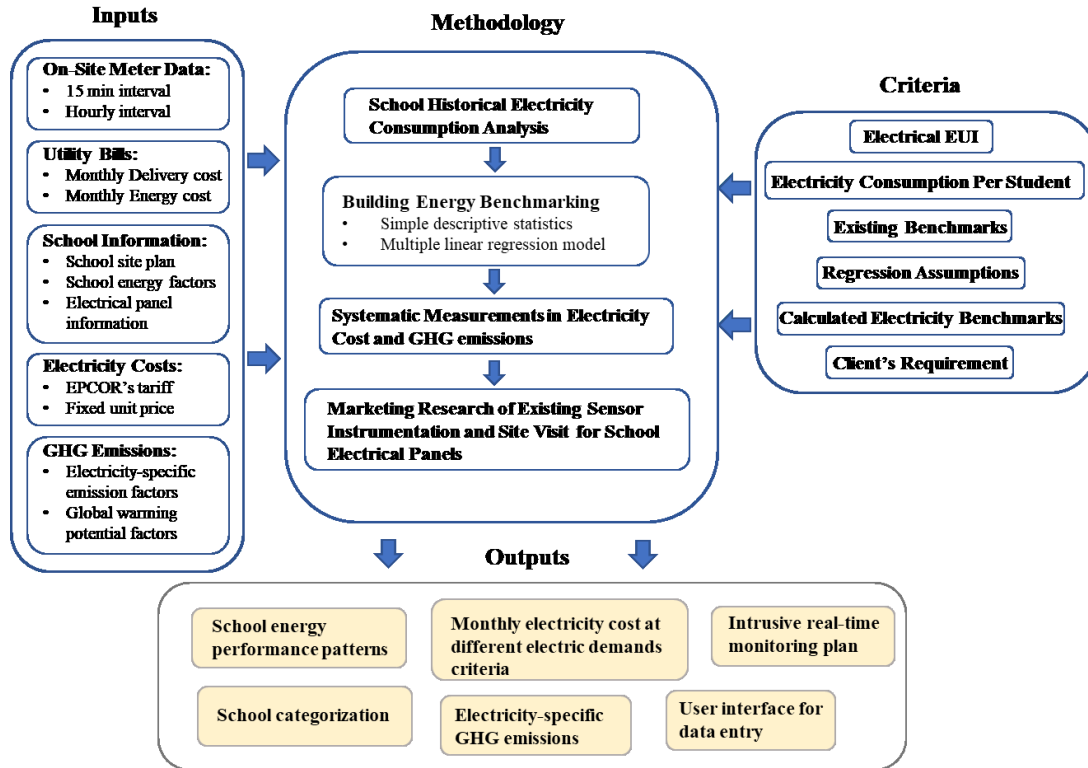 Inputs
On-Site Meter Data:
• 15 min interval
• Hourly interval
Utility Bills:
• Monthly Delivery cost
• Monthly Energy cost
School Information:
• School site plan
• School energy factors
• Electrical panel
information
Electricity Costs:
• EPCOR's tariff
• Fixed unit price
GHG Emissions:
• Electricity-specific
emission factors
• Global warming
potential factors
Methodology
School Historical Electricity
Consumption Analysis
Building Energy Benchmarking
• Simple descriptive statistics
• Multiple linear regression model
Systematic Measurements in Electricity
Cost and GHG emissions
Marketing Research of Existing Sensor
Instrumentation and Site Visit for School
Electrical Panels
Criteria
Electrical EUI
Electricity Consumption Per Student
Existing Benchmarks
Regression Assumptions
Calculated Electricity Benchmarks
Client's Requirement
Outputs
School energy
performance patterns
Monthly electricity cost at
different electric demands
criteria
Intrusive real-time
monitoring plan
School categorization
Electricity-specific
GHG emissions
User interface for
data entry